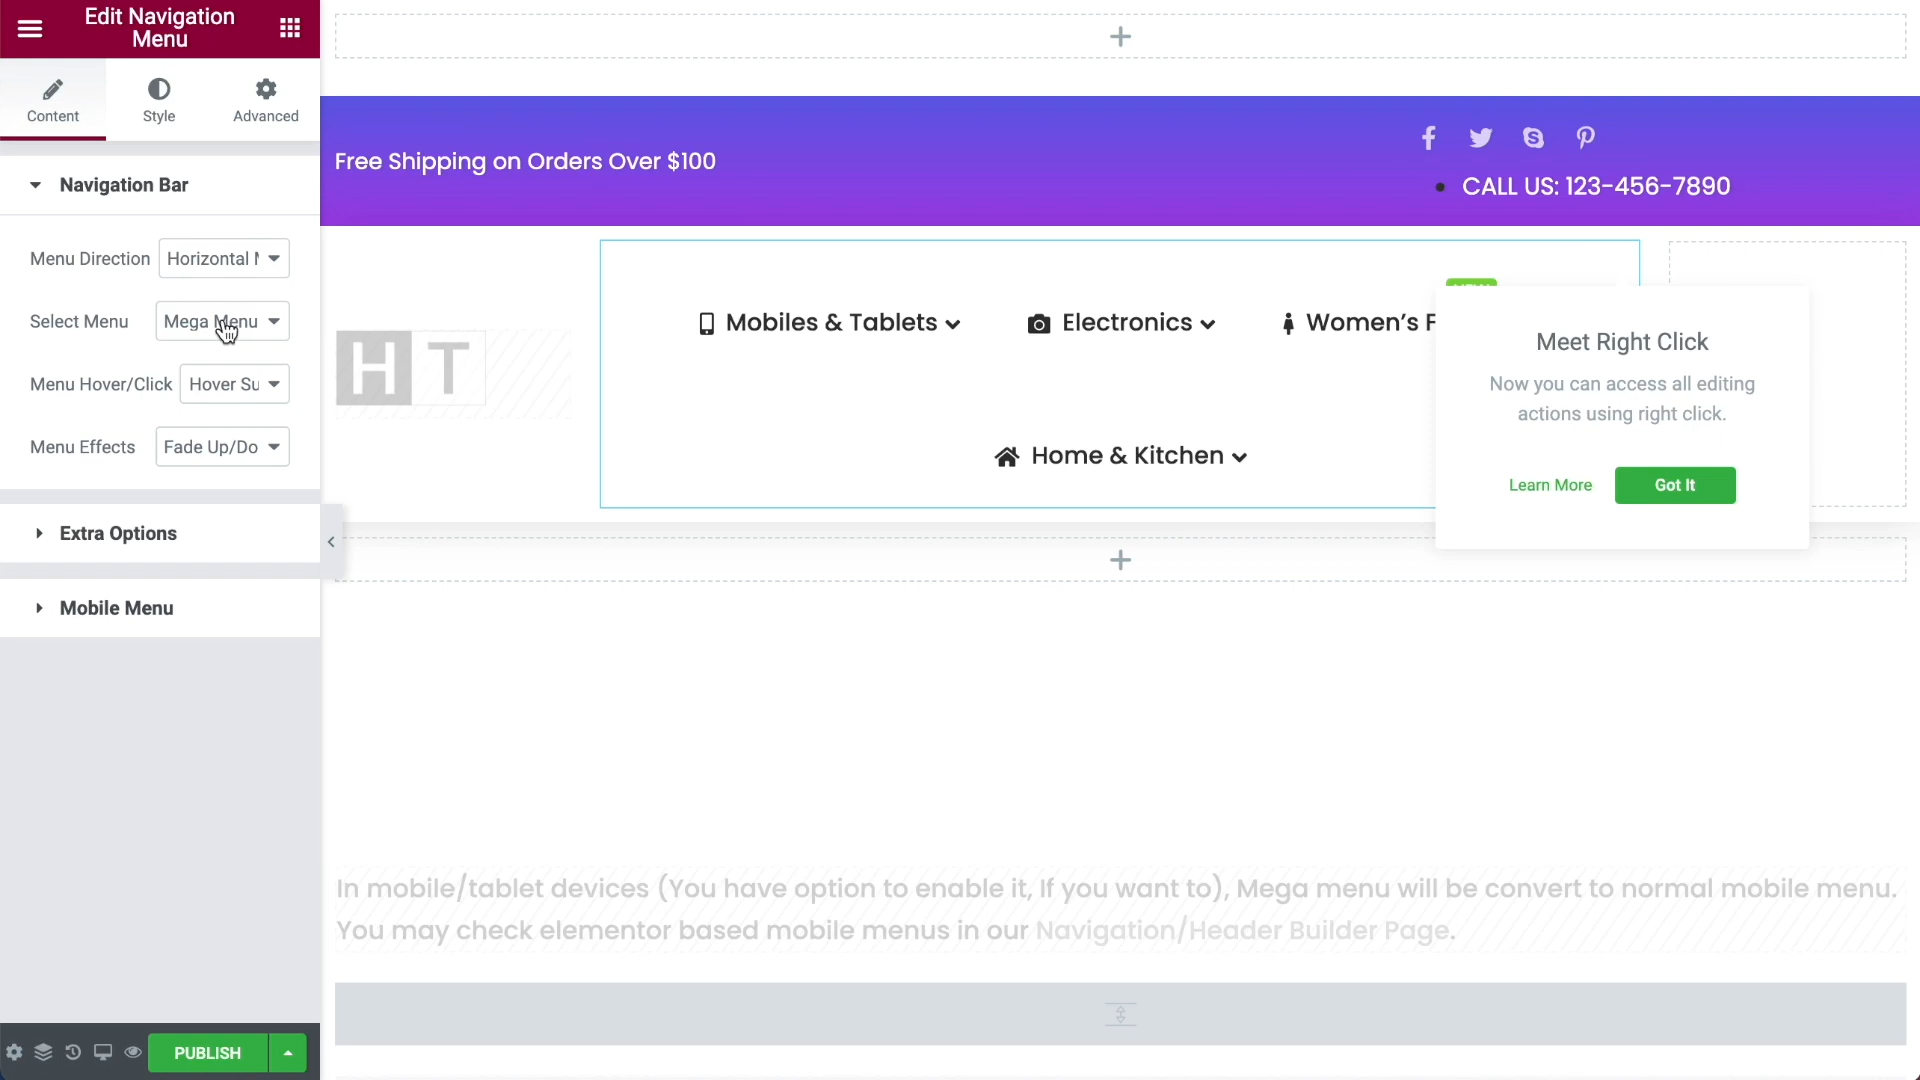 Edit Navigation
Menu
Content
Style
Advanced
Navigation Bar
Menu Direction
Horizontal
Select Menu
Mega Menu
Menu Hover/Click
Hover Su
Menu Effects
Fade Up/Do
Extra Options
Mobile Menu
PUBLISH
Free Shipping on Orders Over $100
CALL US: 123-456-7890
HT
Mobiles & Tablets
Electronics
Women's F
Home & Kitchen
Meet Right Click
Now you can access all editing
actions using right click.
Learn More
Got It
In mobile/tablet devices (You have option to enable it, If you want to), Mega menu will be convert to normal mobile menu.
You may check elementor based mobile menus in our Navigation/Header Builder Page.